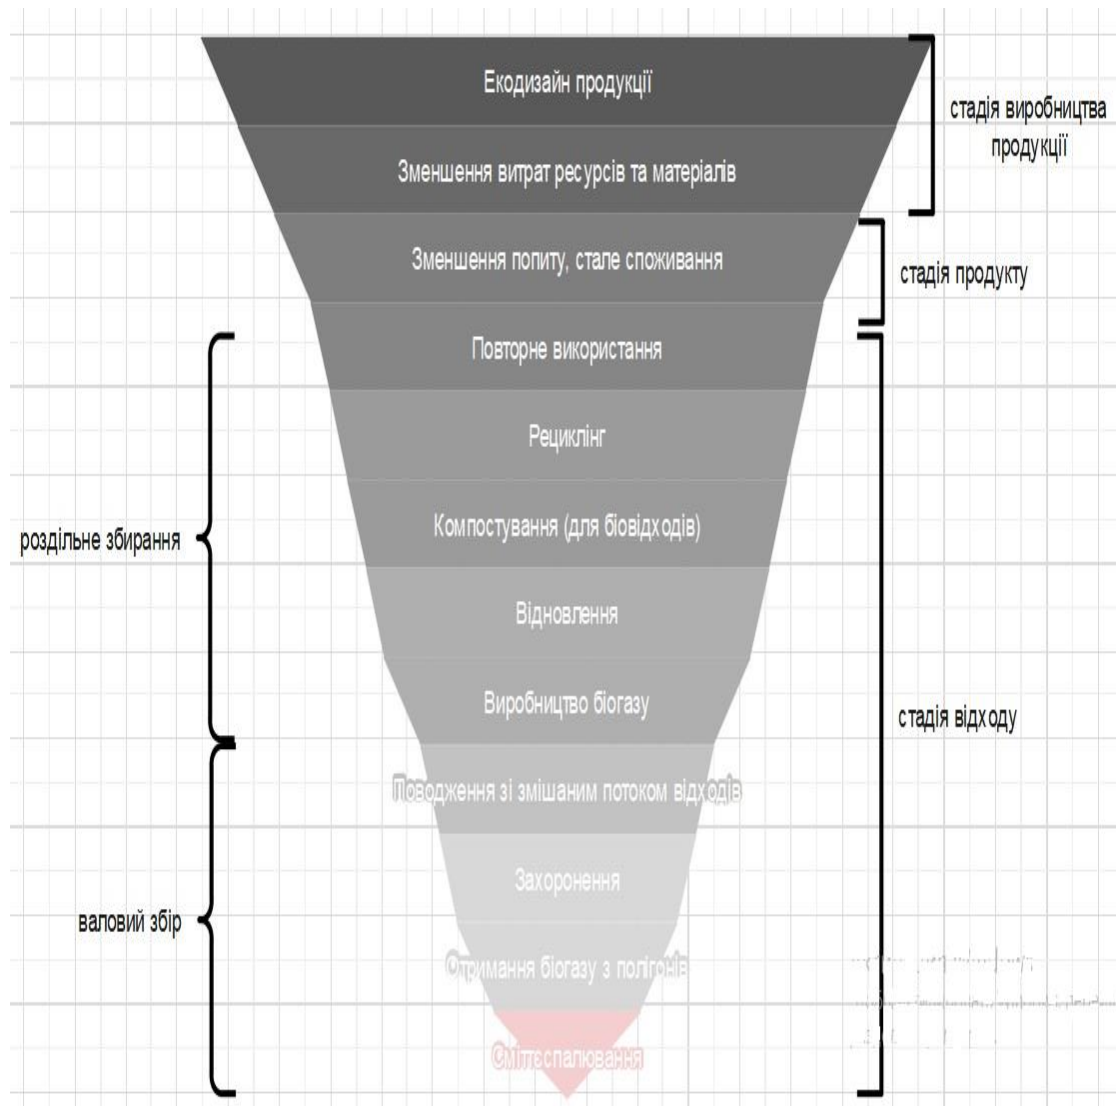 Екодизайн продукції
стадія виробництва
продукції
Зменшення витрат ресурсів та матеріалів
Зменшення попиту, стале споживання
стадія продукту
Повторне використання
Рециклінг
Компостування (для біовідходів)
роздільне збирання
Відновлення
Виробництво біогазу
стадія відходу
Поводження зі змішаним потоком відходів
Захоронення
валовий збір
Отримання біогазу з полігонів
Сміттєспалювання